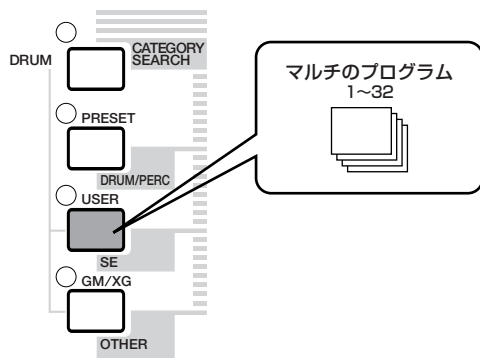 CATEGORY
SEARCH
DRUM
PRESET
DRUM/PERC
USER
SE
GM/XG
OTHER
マルチのプログラム
1~32